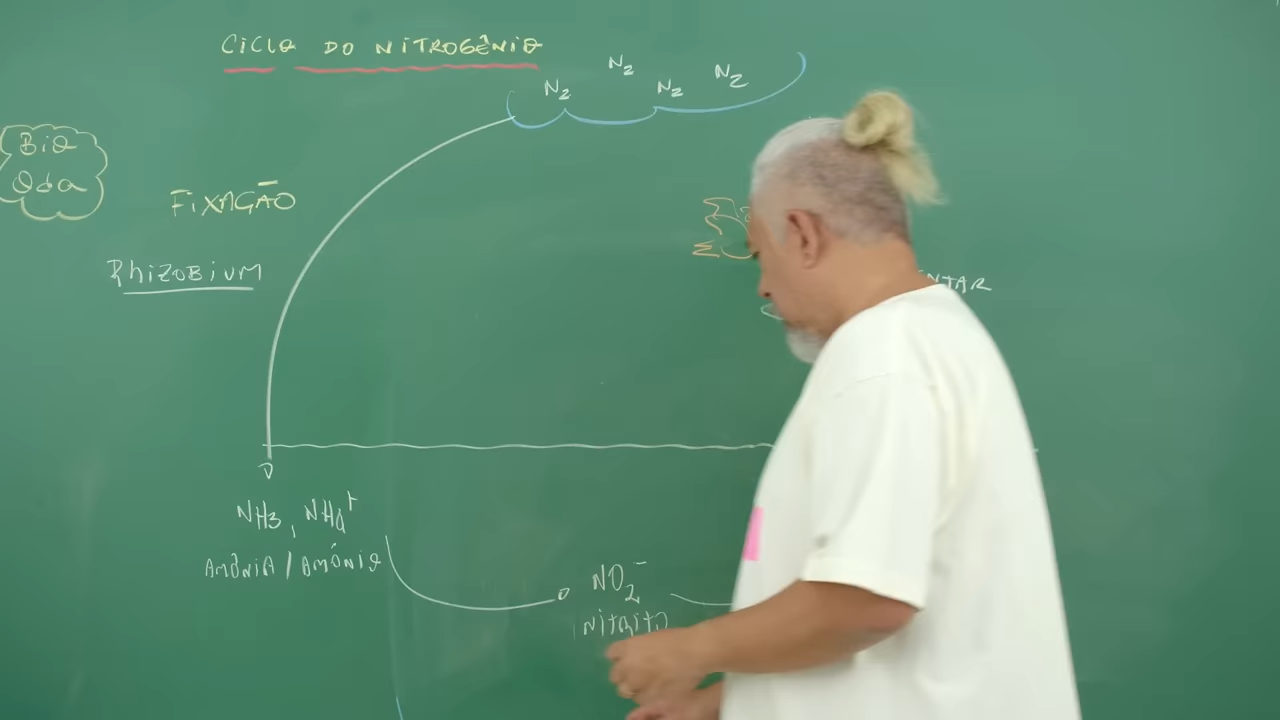 CICLO DO NITROGÊNIO
N2 N2 N2 N2
BIO
ODA
FIXAÇÃO
RHIZOBIUM
NH3, NH4+
AMÔNIA / AMÔNIO
NO2-
NITRITO